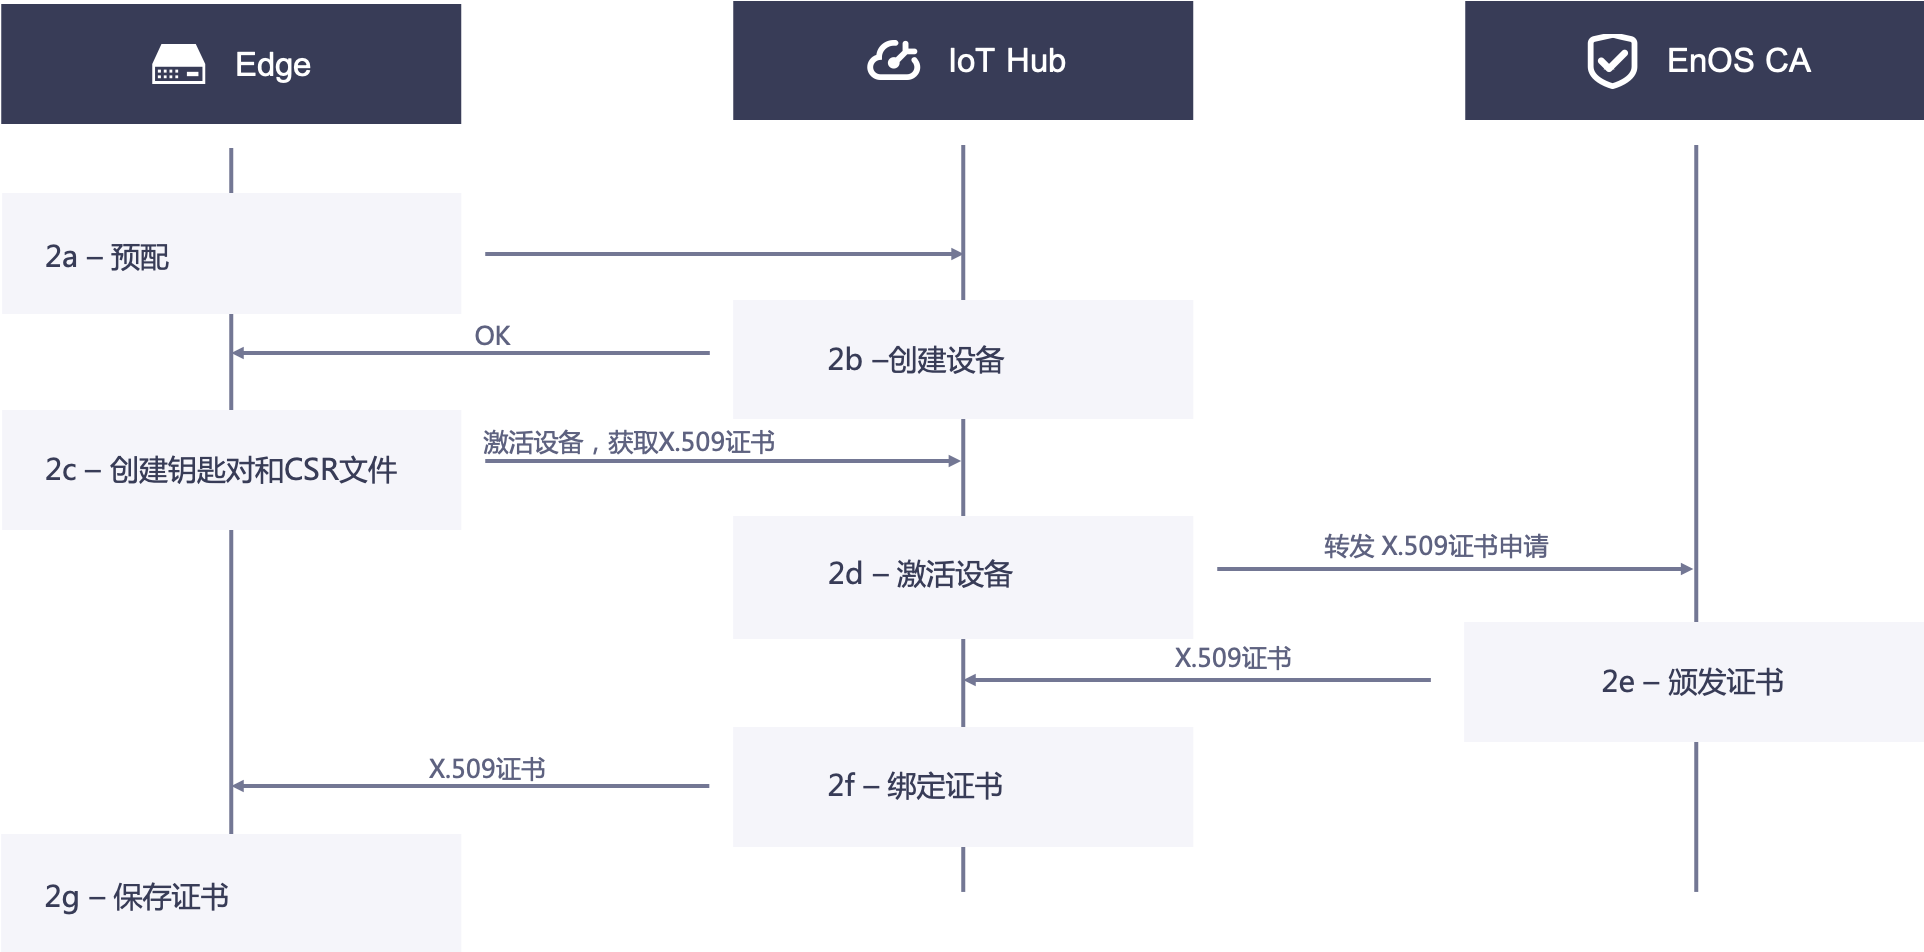 Edge
IoT Hub
EnOS CA
2a – 预配
OK
2b –创建设备
激活设备，获取X.509证书
2c – 创建钥匙对和CSR文件
转发 X.509证书申请
2d – 激活设备
X.509证书
2e – 颁发证书
X.509证书
2f – 绑定证书
2g – 保存证书